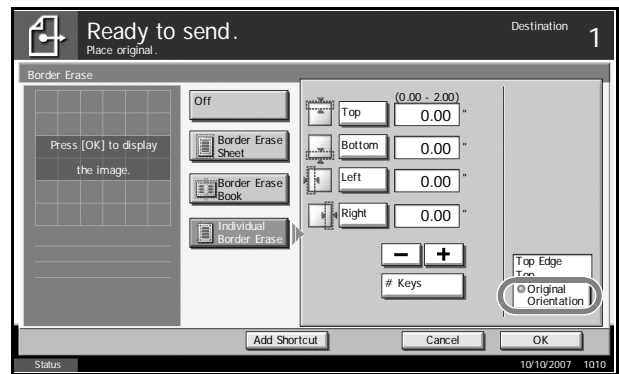 Ready to send.
Place original.
Destination
1
Border Erase
Press [OK] to display
the image.
Off
Border Erase
Sheet
Border Erase
Book
Individual
Border Erase
(0.00 - 2.00)
Top
0.00 "
Bottom
0.00 "
Left
0.00 "
Right
0.00 "
− +
# Keys
Top Edge
Top
Original
Orientation
Add Shortcut
Cancel
OK
Status
10/10/2007 1010